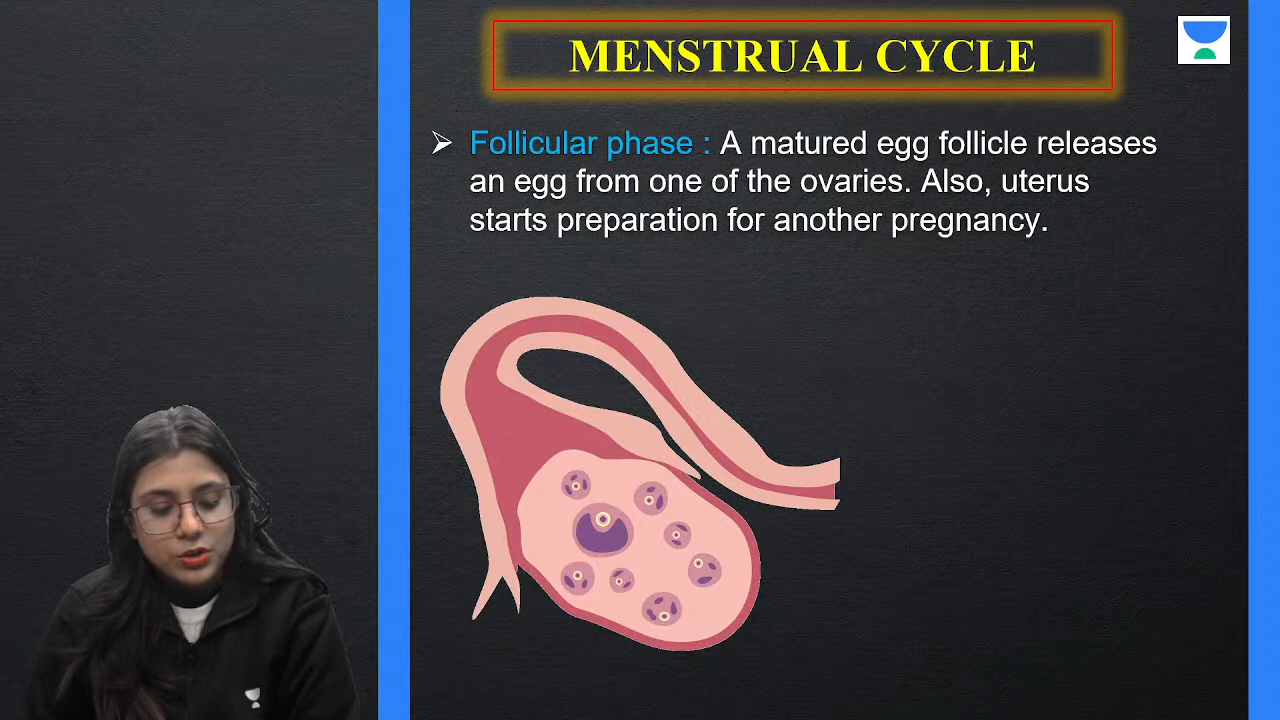 MENSTRUAL CYCLE
➢ Follicular phase : A matured egg follicle releases
an egg from one of the ovaries. Also, uterus
starts preparation for another pregnancy.